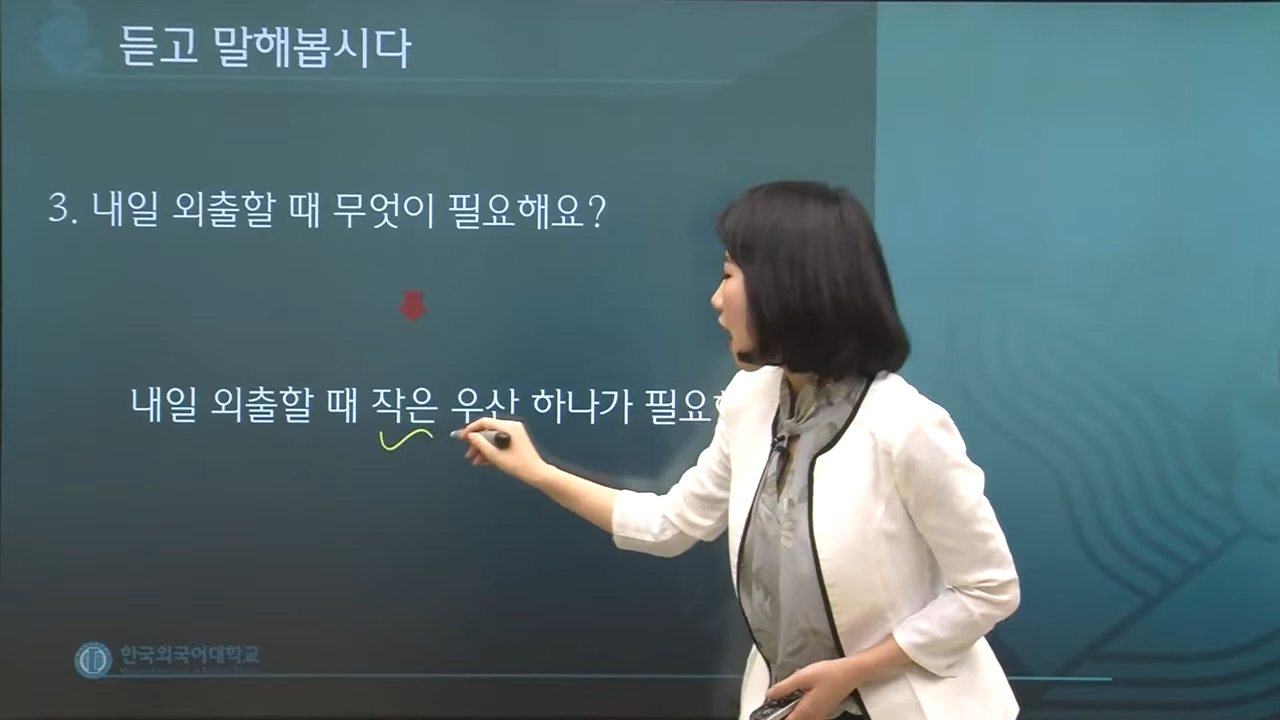 듣고 말해봅시다
3. 내일 외출할 때 무엇이 필요해요?
내일 외출할 때 작은 우산 하나가
한국외국어대학교